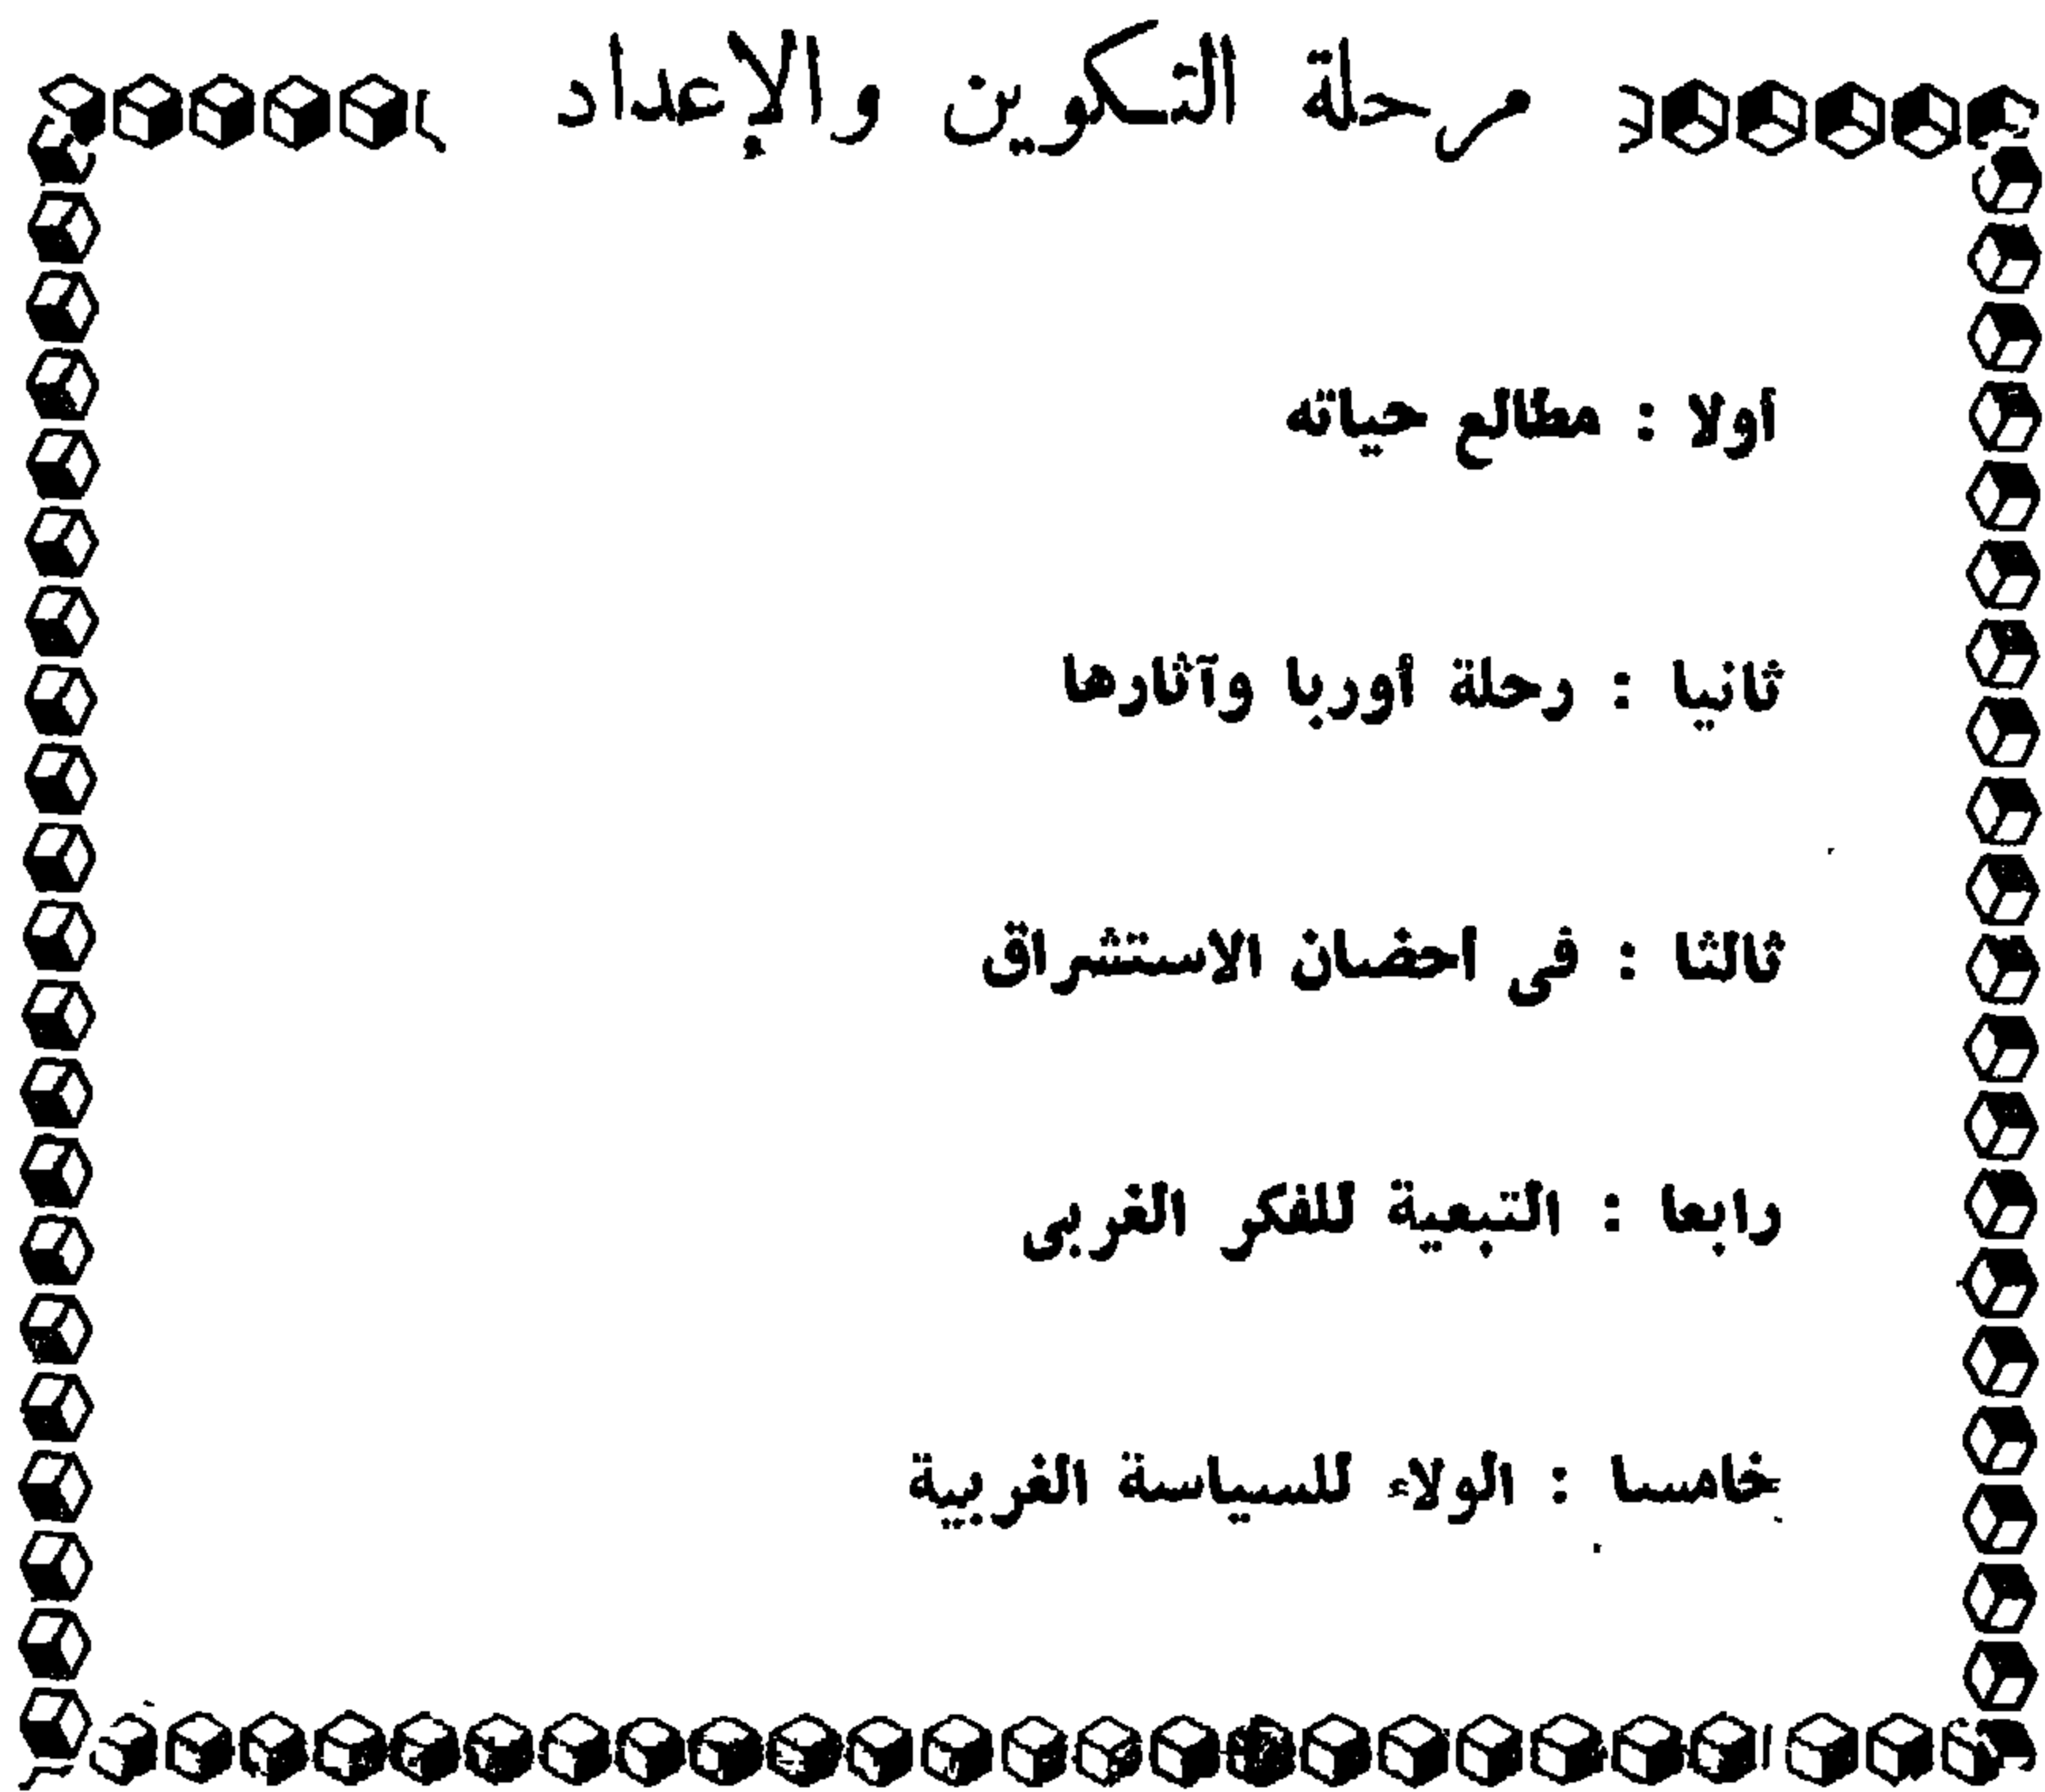 مرحلة التكوين والإعداد
أولا : مطالع حياته
ثانيا : رحلة أوربا وآثارها
ثالثا : فى احضان الاستشراق
رابعا : التبعية للفكر الغربى
خامسا : الولاء للسياسة الغربية